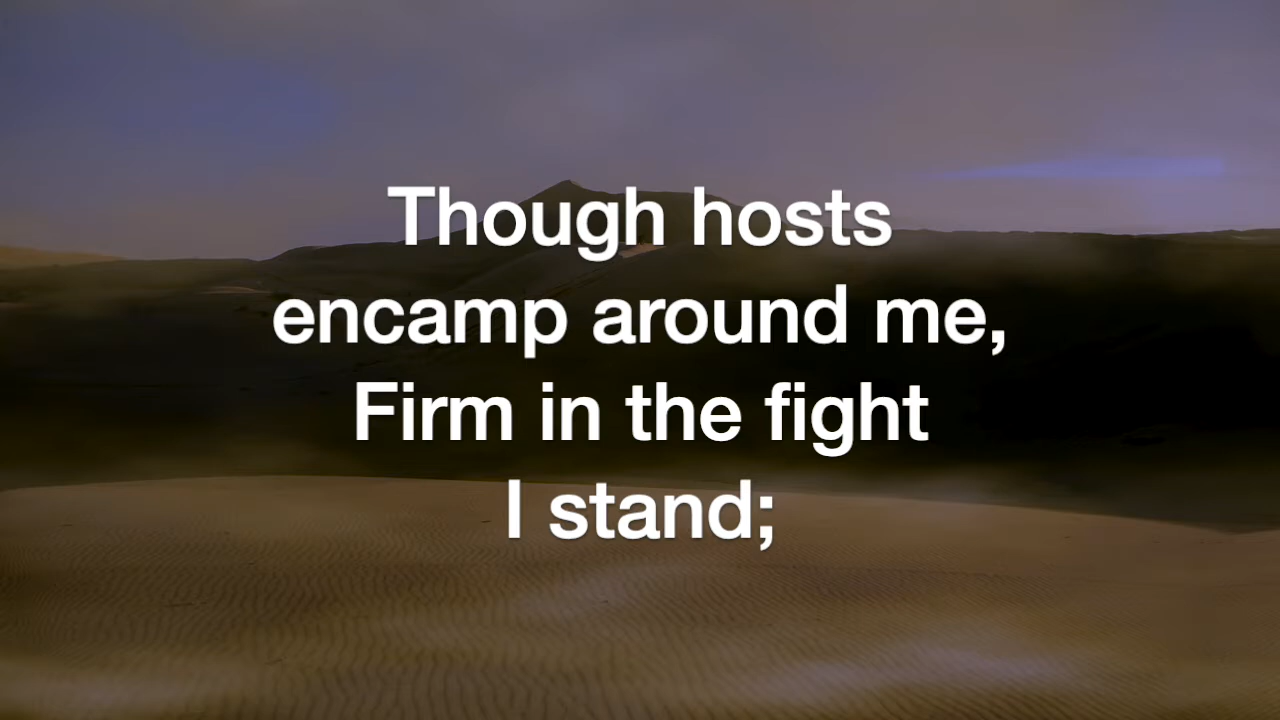 Though hosts
encamp around me,
Firm in the fight
I stand;